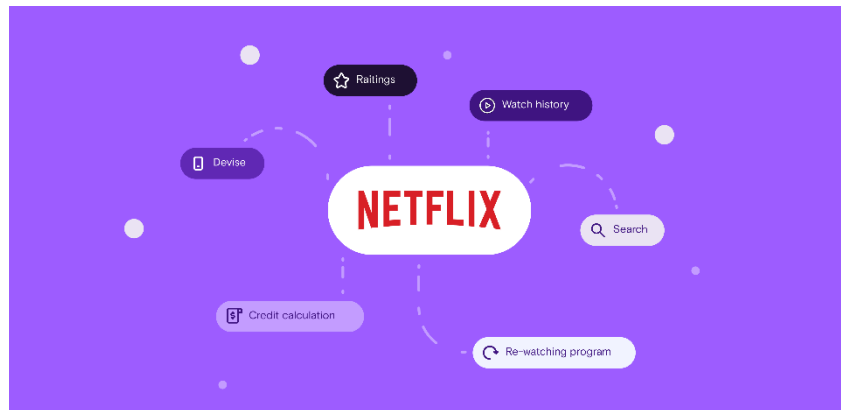 Raitings
Watch history
Devise
NETFLIX
Search
Credit calculation
Re-watching program